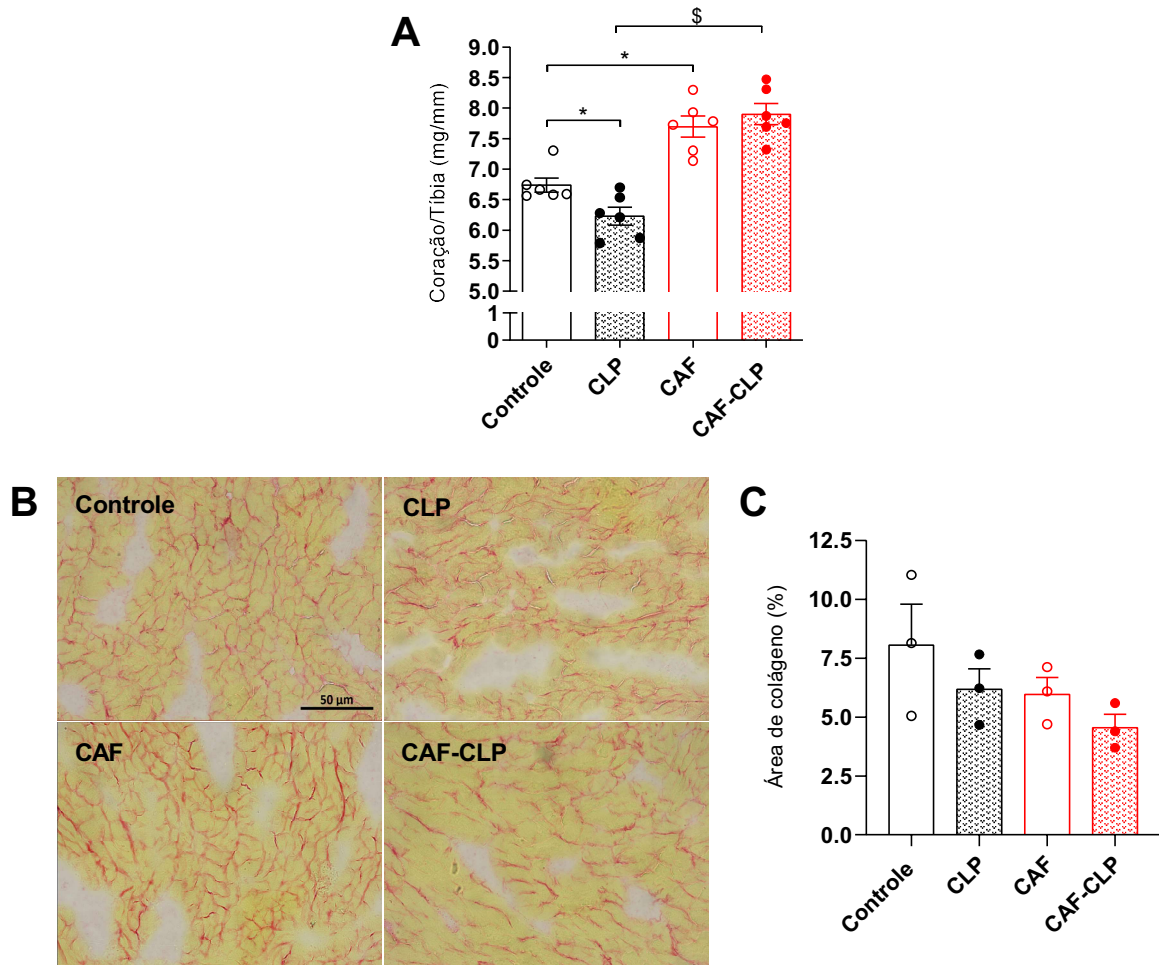 A
$
*
*
Coração/Tíbia (mg/mm)
9.0
8.5
8.0
7.5
7.0
6.5
6.0
5.5
5.0
1
0
Controle
CLP
CAF
CAF-CLP
B
Controle
CLP
50 µm
CAF
CAF-CLP
C
Área de colágeno (%)
12.5
10.0
7.5
5.0
2.5
0.0
Controle
CLP
CAF
CAF-CLP